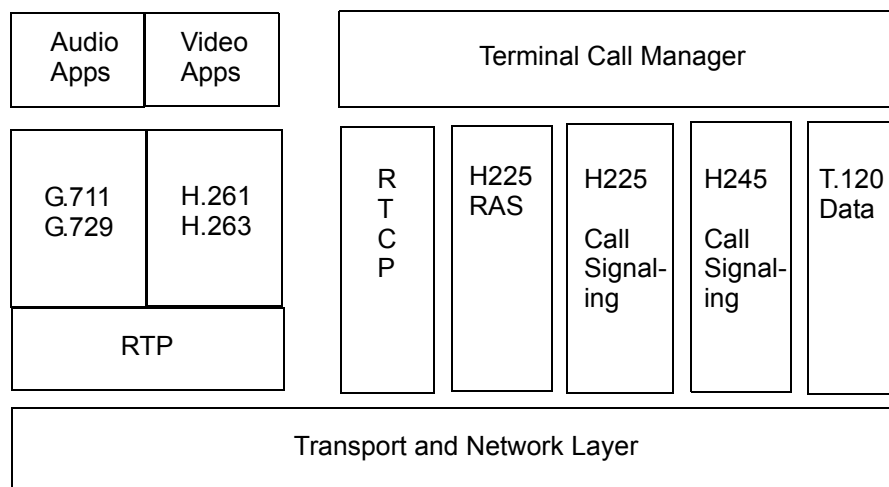 Audio
Apps
Video
Apps
Terminal Call Manager
G.711
G.729
H.261
H.263
RTP
R
T
C
P
H225
RAS
H225
Call
Signal-
ing
H245
Call
Signal-
ing
T.120
Data
Transport and Network Layer